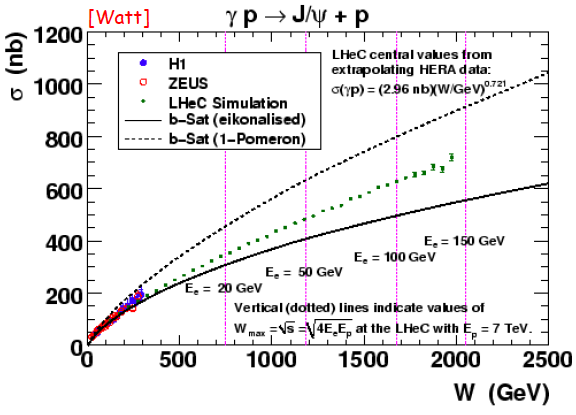 [Watt]
γ p → J/ψ + p
σ (nb)
1200
1000
800
600
400
200
0
H1
ZEUS
LHeC Simulation
b-Sat (eikonalised)
b-Sat (1-Pomeron)
LHeC central values from
extrapolating HERA data:
σ(γp) = (2.96 nb)(W/GeV)^0.721
E_e = 20 GeV
E_e = 50 GeV
E_e = 100 GeV
E_e = 150 GeV
Vertical (dotted) lines indicate values of
W_max = √s = √4E_eE_p at the LHeC with E_p = 7 TeV.
0 500 1000 1500 2000 2500
W (GeV)